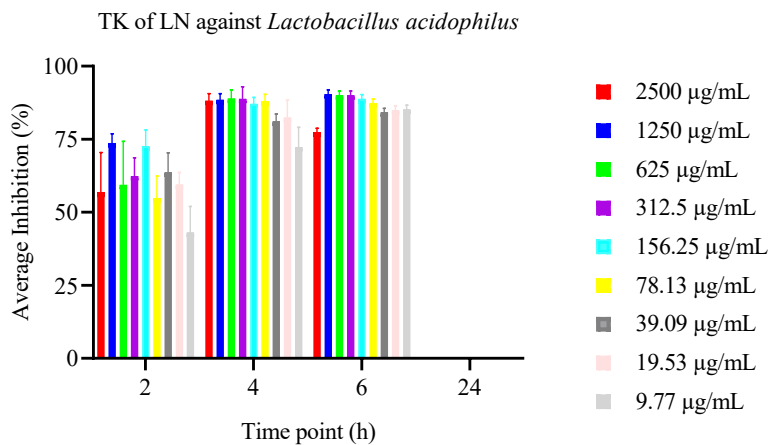 TK of LN against Lactobacillus acidophilus
Average Inhibition (%)
100
75
50
25
0
2 4 6 24
Time point (h)
2500 µg/mL
1250 µg/mL
625 µg/mL
312.5 µg/mL
156.25 µg/mL
78.13 µg/mL
39.09 µg/mL
19.53 µg/mL
9.77 µg/mL